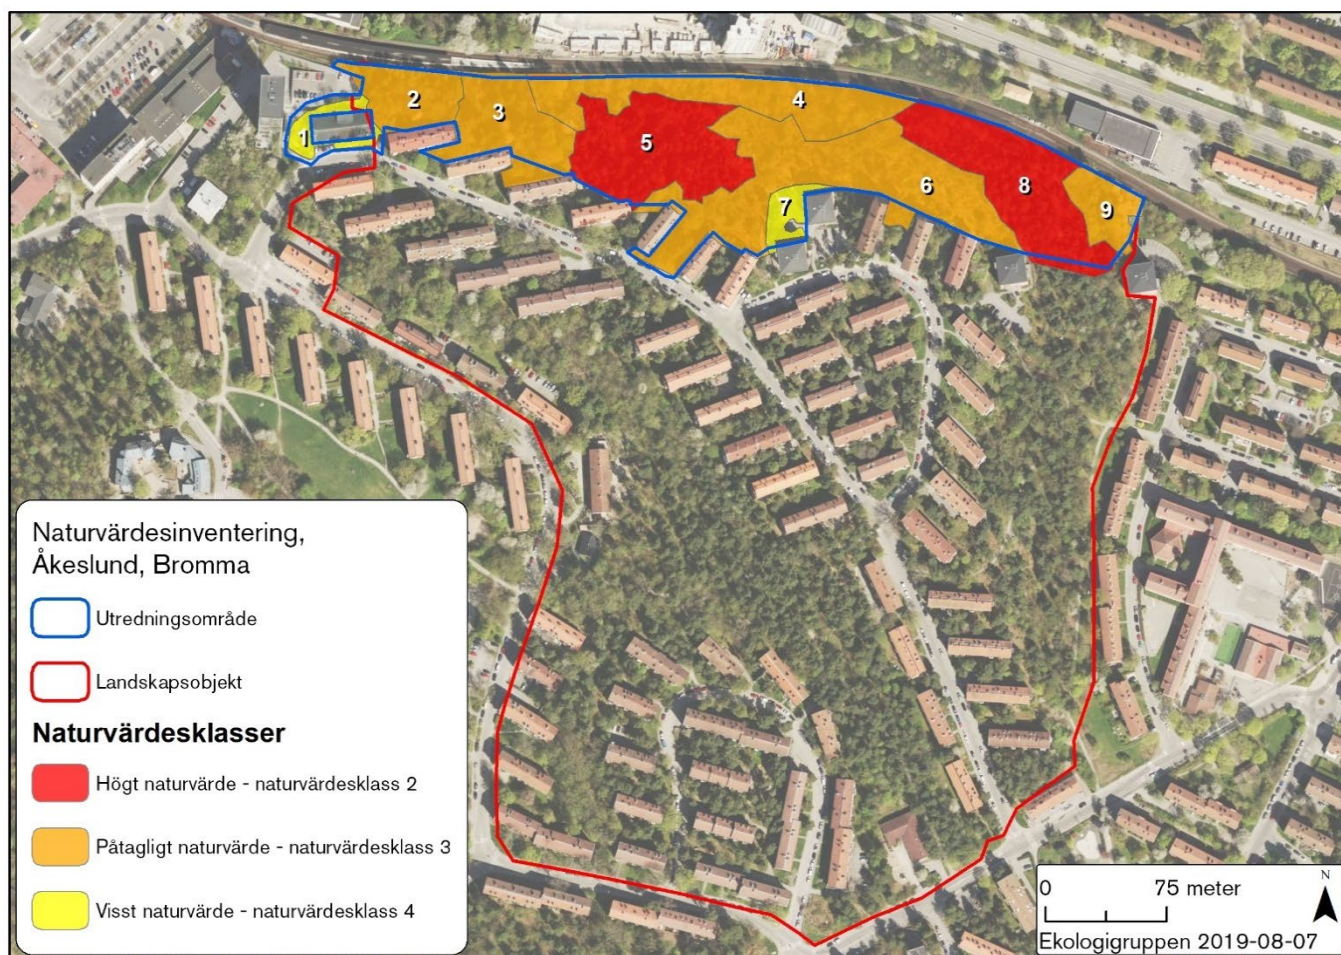 1
2
3
4
5
6
7
8
9
Naturvärdesinventering,
Åkeslund, Bromma
Utredningsområde
Landskapsobjekt
Naturvärdesklasser
Högt naturvärde - naturvärdesklass 2
Påtagligt naturvärde - naturvärdesklass 3
Visst naturvärde - naturvärdesklass 4
0 75 meter
N
Ekologigruppen 2019-08-07